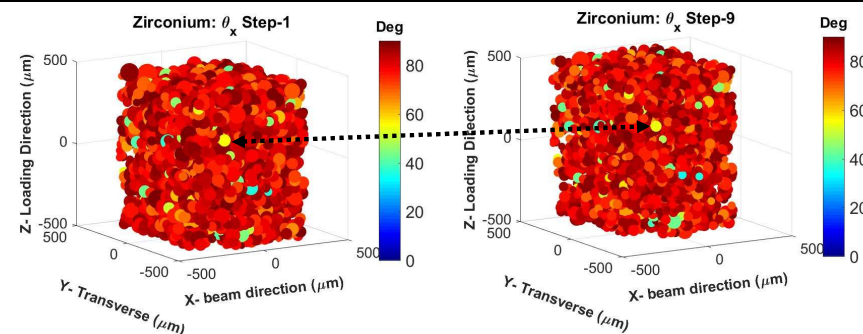 Zirconium: θx Step-1
Deg
500
0
-500
Z- Loading Direction (μm)
500
0
-500
Y- Transverse (μm)
-500
0
500
X- beam direction (μm)
80
60
40
20
0
Zirconium: θx Step-9
Deg
500
0
-500
Z- Loading Direction (μm)
500
0
-500
Y- Transverse (μm)
-500
0
500
X- beam direction (μm)
80
60
40
20
0